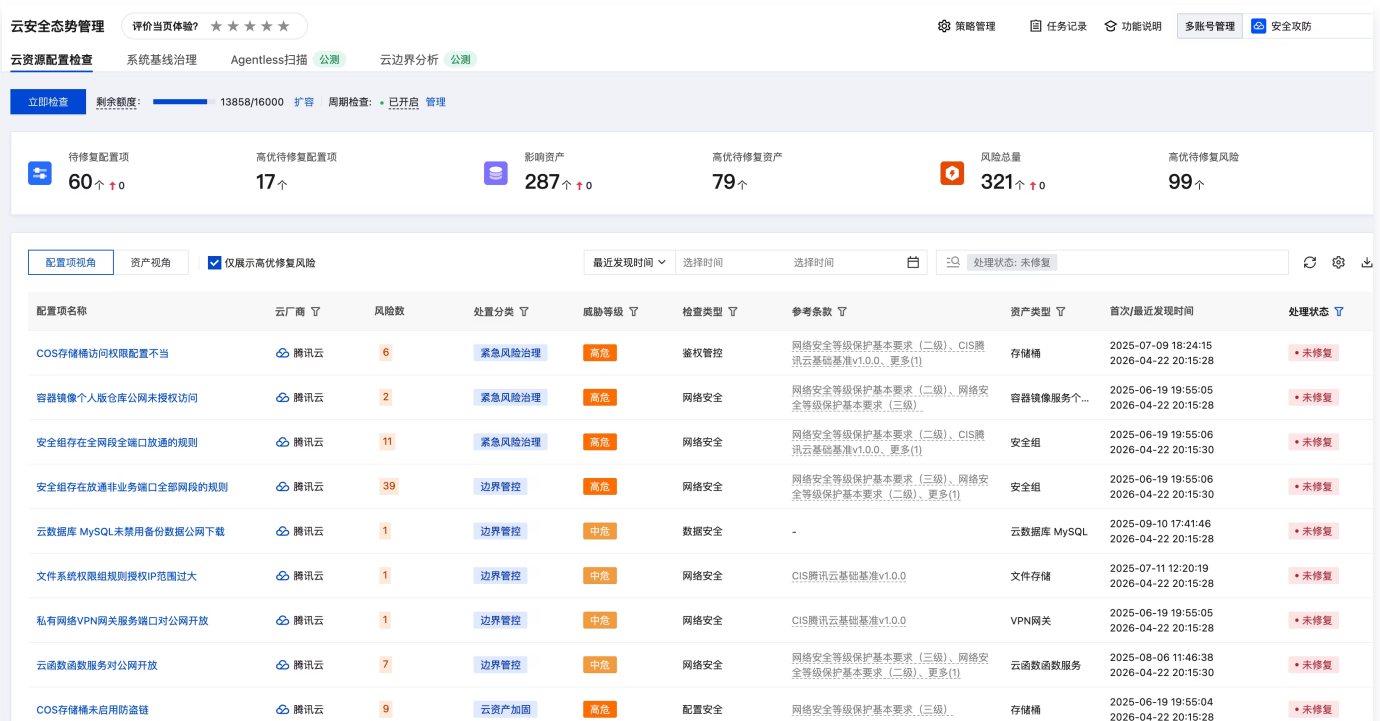 云安全态势管理 评价当页体验? 策略管理 任务记录 功能说明 多账号管理 安全攻防
云资源配置检查 系统基线治理 Agentless扫描 公测 云边界分析 公测
立即检查 剩余额度: 13858/16000 扩容 周期检查: 已开启 管理
待修复配置项 高优待修复配置项 影响资产 高优待修复资产 风险总量 高优待修复风险
60个 ↑0 17个 287个 ↑0 79个 321个 ↑0 99个
配置项视角 资产视角 仅展示高优修复风险 最近发现时间 选择时间 选择时间 处理状态: 未修复
配置项名称 云厂商 风险数 处置分类 威胁等级 检查类型 参考条款 资产类型 首次/最近发现时间 处理状态
COS存储桶访问权限配置不当 腾讯云 6 紧急风险治理 高危 鉴权管控 网络安全等级保护基本要求（二级）、CIS腾 存储桶 2025-07-09 18:24:15 未修复
讯云基础基准v1.0.0、更多(1) 2026-04-22 20:15:28
容器镜像个人版仓库公网未授权访问 腾讯云 2 紧急风险治理 高危 网络安全 网络安全等级保护基本要求（二级）、网络安 容器镜像服务个... 2025-06-19 19:55:05 未修复
全等级保护基本要求（三级） 2026-04-22 20:15:28
安全组存在全网段全端口放通的规则 腾讯云 11 紧急风险治理 高危 网络安全 网络安全等级保护基本要求（二级）、CIS腾 安全组 2025-06-19 19:55:06 未修复
讯云基础基准v1.0.0、更多(1) 2026-04-22 20:15:30
安全组存在放通非业务端口全部网段的规则 腾讯云 39 边界管控 高危 网络安全 网络安全等级保护基本要求（三级）、网络安 安全组 2025-06-19 19:55:06 未修复
全等级保护基本要求（二级）、更多(1) 2026-04-22 20:15:30
云数据库 MySQL未禁用备份数据公网下载 腾讯云 1 边界管控 中危 数据安全 - 云数据库 MySQL 2025-09-10 17:41:46 未修复
2026-04-22 20:15:28
文件系统权限组规则授权IP范围过大 腾讯云 1 边界管控 中危 网络安全 CIS腾讯云基础基准v1.0.0 文件存储 2025-07-11 12:20:19 未修复
2026-04-22 20:15:28
私有网络VPN网关服务端口对公网开放 腾讯云 1 边界管控 中危 网络安全 CIS腾讯云基础基准v1.0.0 VPN网关 2025-06-19 19:55:05 未修复
2026-04-22 20:15:28
云函数函数服务对公网开放 腾讯云 7 边界管控 中危 网络安全 网络安全等级保护基本要求（三级）、网络安 云函数函数服务 2025-08-06 11:46:38 未修复
全等级保护基本要求（二级）、更多(1) 2026-04-22 20:15:30
COS存储桶未启用防盗链 腾讯云 9 云资产加固 高危 配置安全 网络安全等级保护基本要求（三级） 存储桶 2025-06-19 19:55:04 未修复
2026-04-22 20:15:28